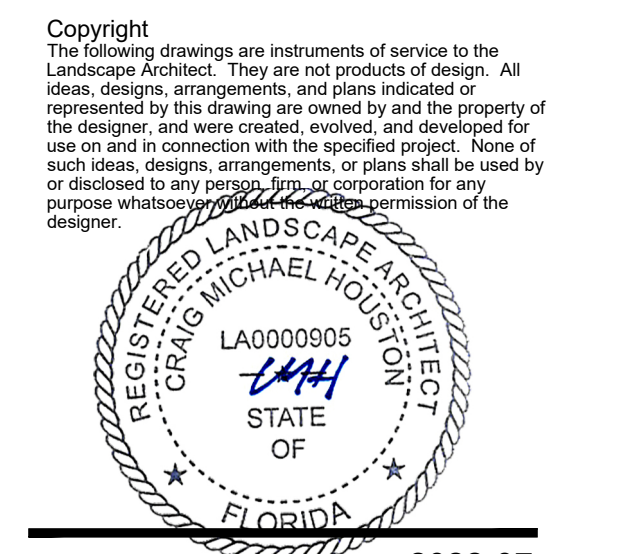 Copyright
The following drawings are instruments of service to the
Landscape Architect. They are not products of design. All
ideas, designs, arrangements, and plans indicated or
represented by this drawing are owned by and the property of
the designer, and were created, evolved, and developed for
use on and in connection with the specified project. None of
such ideas, designs, arrangements, or plans shall be used by
or disclosed to any person, firm, or corporation for any
purpose whatsoever without the written permission of the
designer.
REGISTERED LANDSCAPE ARCHITECT
CRAIG MICHAEL HOUSTON
LA0000905
CMH
STATE
OF
FLORIDA